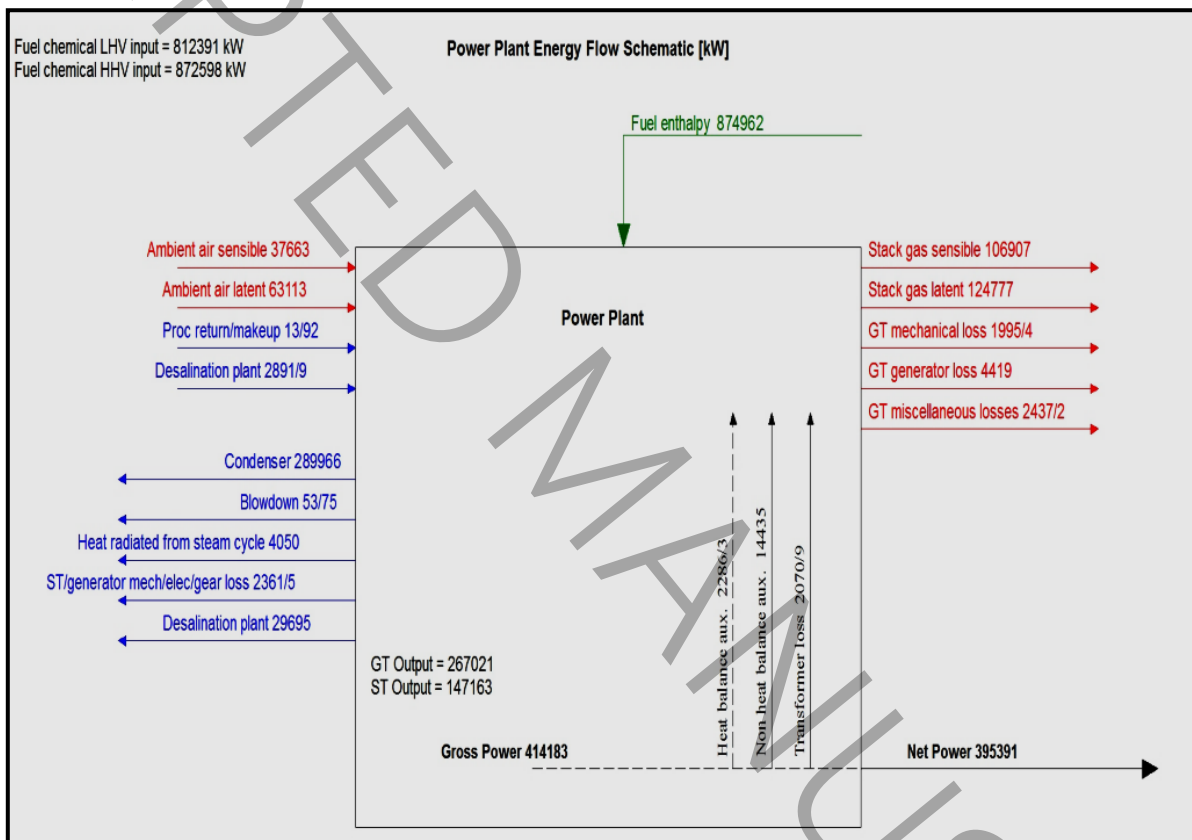 Fuel chemical LHV input = 812391 kW
Fuel chemical HHV input = 872598 kW
Power Plant Energy Flow Schematic [kW]
Fuel enthalpy 874962
Ambient air sensible 37663
Ambient air latent 63113
Proc return/makeup 13/92
Desalination plant 2891/9
Power Plant
Stack gas sensible 106907
Stack gas latent 124777
GT mechanical loss 1995/4
GT generator loss 4419
GT miscellaneous losses 2437/2
Condenser 289966
Blowdown 53/75
Heat radiated from steam cycle 4050
ST/generator mech/elec/gear loss 2361/5
Desalination plant 29695
Heat balance aux. 2286/3
Non heat balance aux. 14435
Transformer loss 2070/9
GT Output = 267021
ST Output = 147163
Gross Power 414183
Net Power 395391
PTED MANUS